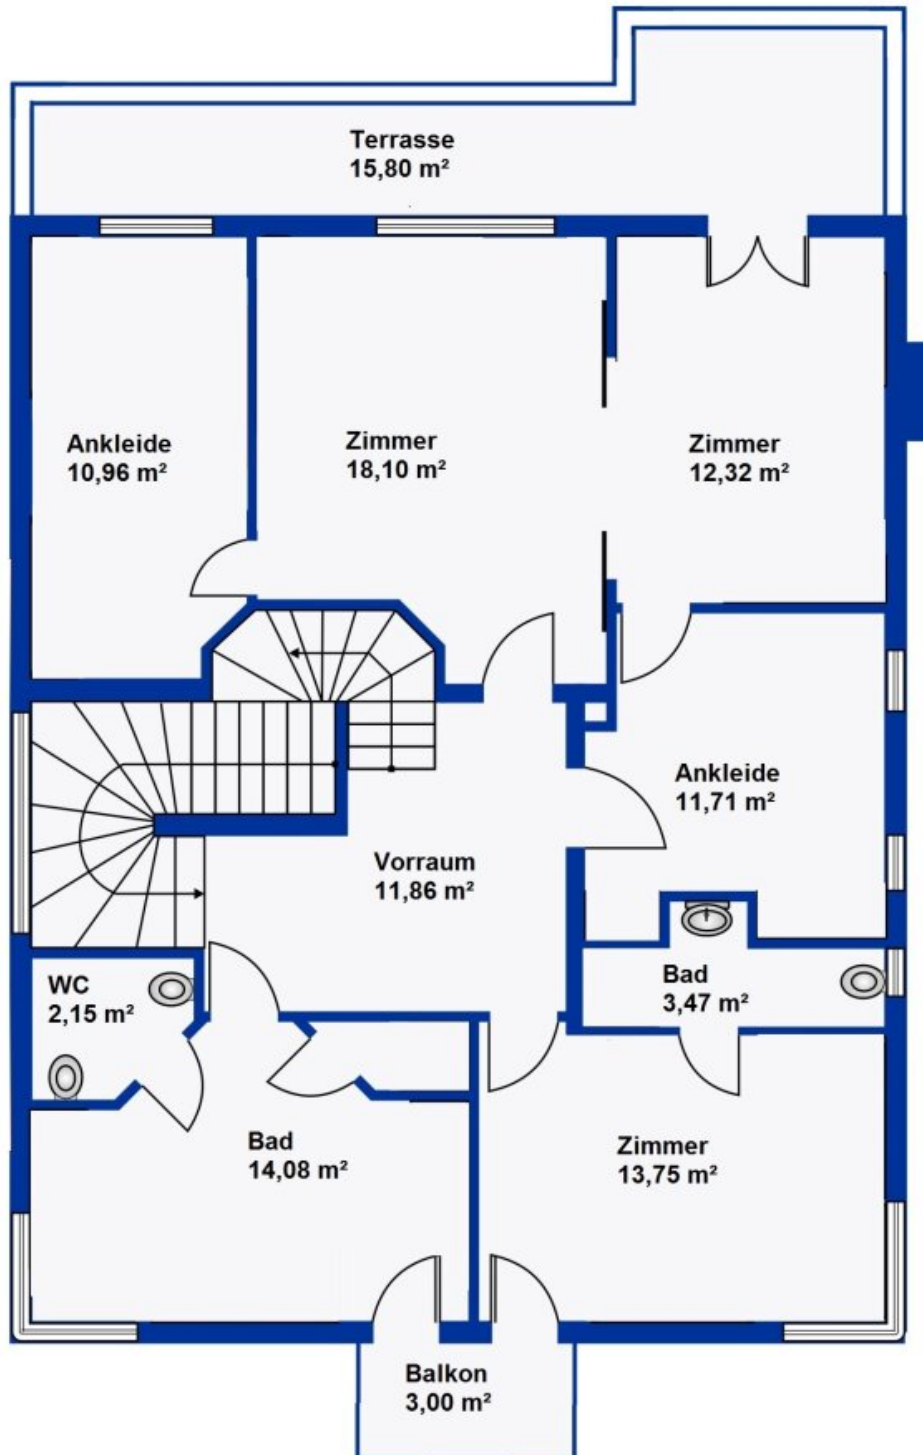 Terrasse
15,80 m²
Ankleide
10,96 m²
Zimmer
18,10 m²
Zimmer
12,32 m²
Ankleide
11,71 m²
Vorraum
11,86 m²
WC
2,15 m²
Bad
3,47 m²
Bad
14,08 m²
Zimmer
13,75 m²
Balkon
3,00 m²